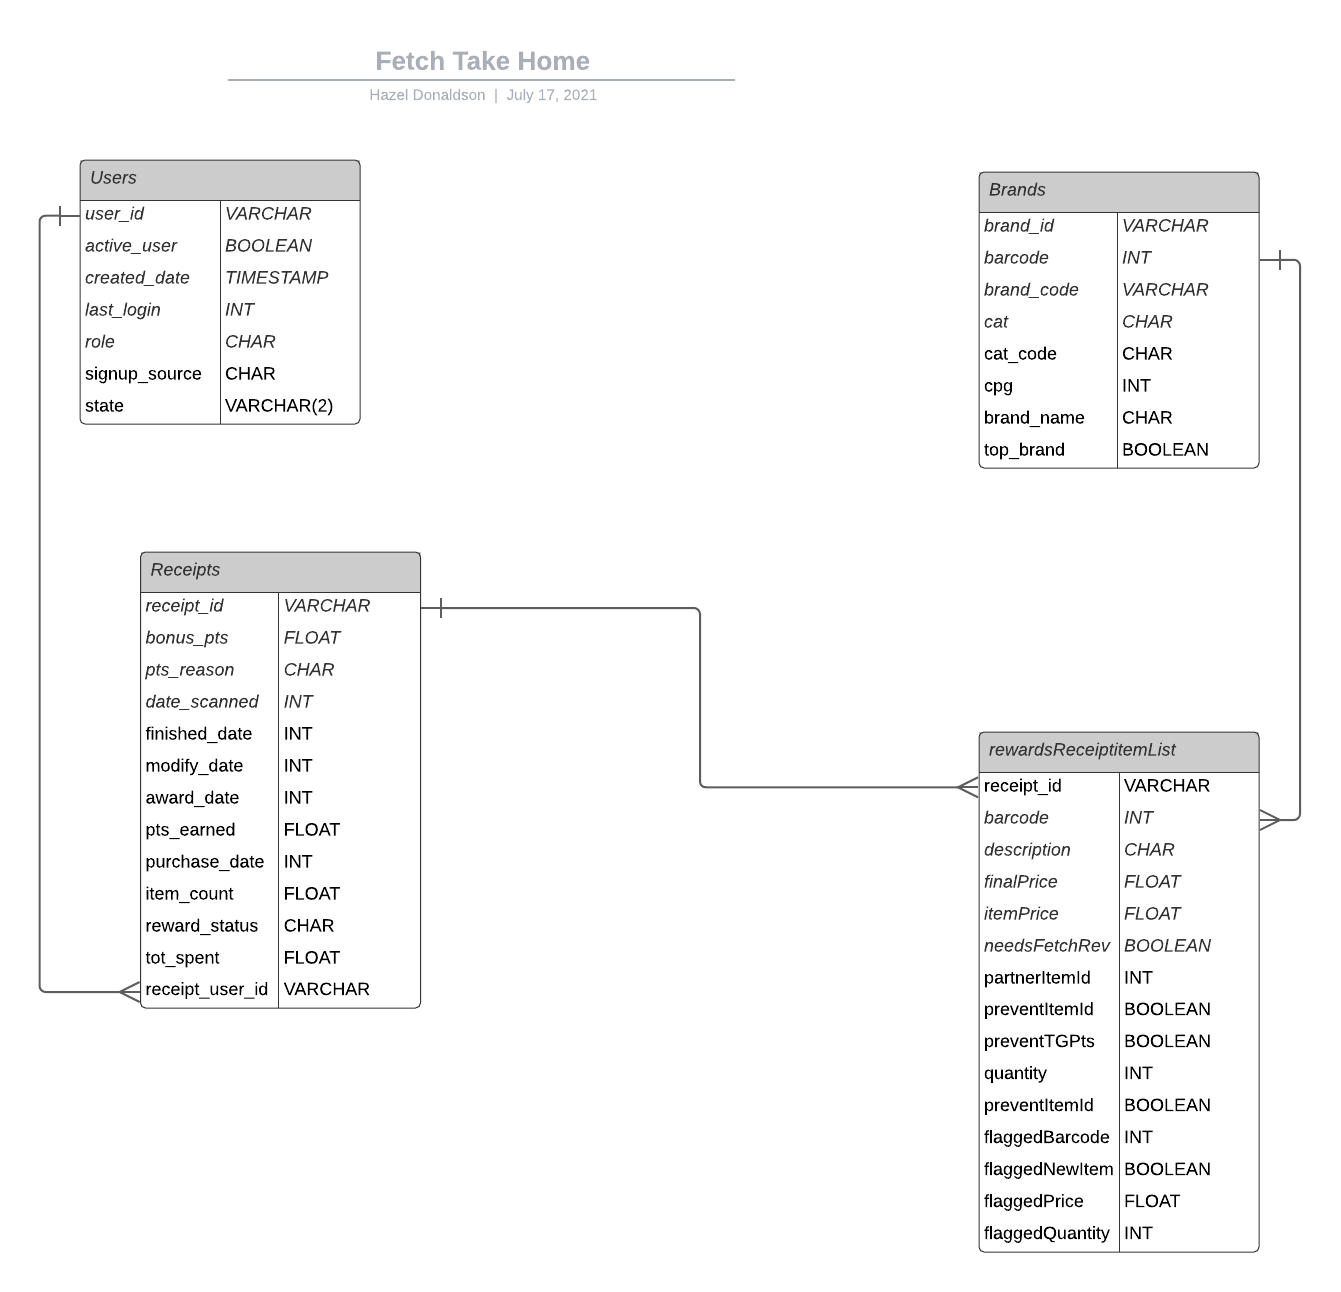 Fetch Take Home
Hazel Donaldson | July 17, 2021
Users
user_id VARCHAR
active_user BOOLEAN
created_date TIMESTAMP
last_login INT
role CHAR
signup_source CHAR
state VARCHAR(2)
Brands
brand_id VARCHAR
barcode INT
brand_code VARCHAR
cat CHAR
cat_code CHAR
cpg INT
brand_name CHAR
top_brand BOOLEAN
Receipts
receipt_id VARCHAR
bonus_pts FLOAT
pts_reason CHAR
date_scanned INT
finished_date INT
modify_date INT
award_date INT
pts_earned FLOAT
purchase_date INT
item_count FLOAT
reward_status CHAR
tot_spent FLOAT
receipt_user_id VARCHAR
rewardsReceiptitemList
receipt_id VARCHAR
barcode INT
description CHAR
finalPrice FLOAT
itemPrice FLOAT
needsFetchRev BOOLEAN
partnerItemId INT
preventItemId BOOLEAN
preventTGPts BOOLEAN
quantity INT
preventItemId BOOLEAN
flaggedBarcode INT
flaggedNewItem BOOLEAN
flaggedPrice FLOAT
flaggedQuantity INT